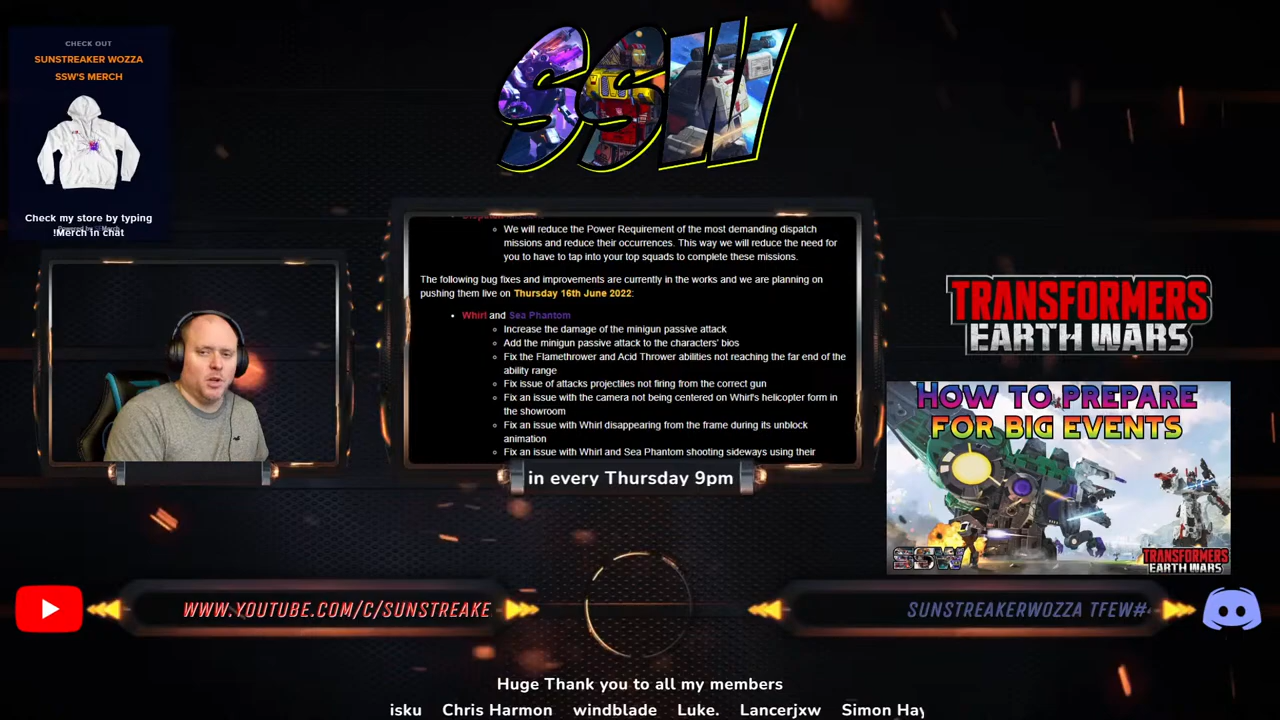 CHECK OUT
SUNSTREAKER WOZZA
SSW'S MERCH
Check my store by typing
!Merch in chat
SSW
We will reduce the Power Requirement of the most demanding dispatch
missions and reduce their occurrences. This way we will reduce the need for
you to have to tap into your top squads to complete these missions.
The following bug fixes and improvements are currently in the works and we are planning on
pushing them live on Thursday 16th June 2022:
Whirl and Sea Phantom
Increase the damage of the minigun passive attack
Add the minigun passive attack to the characters' bios
Fix the Flamethrower and Acid Thrower abilities not reaching the far end of the
ability range
Fix issue of attacks projectiles not firing from the correct gun
Fix an issue with the camera not being centered on Whirl's helicopter form in
the showroom
Fix an issue with Whirl disappearing from the frame during its unblock
animation
Fix an issue with Whirl and Sea Phantom shooting sideways using their
in every Thursday 9pm
TRANSFORMERS
EARTH WARS
HOW TO PREPARE
FOR BIG EVENTS
SSW
TRANSFORMERS
EARTH WARS
WWW.YOUTUBE.COM/C/SUNSTREAKE
SUNSTREAKERWOZZA TFEW#
Huge Thank you to all my members
isku Chris Harmon windblade Luke. Lancerjxw Simon Hay